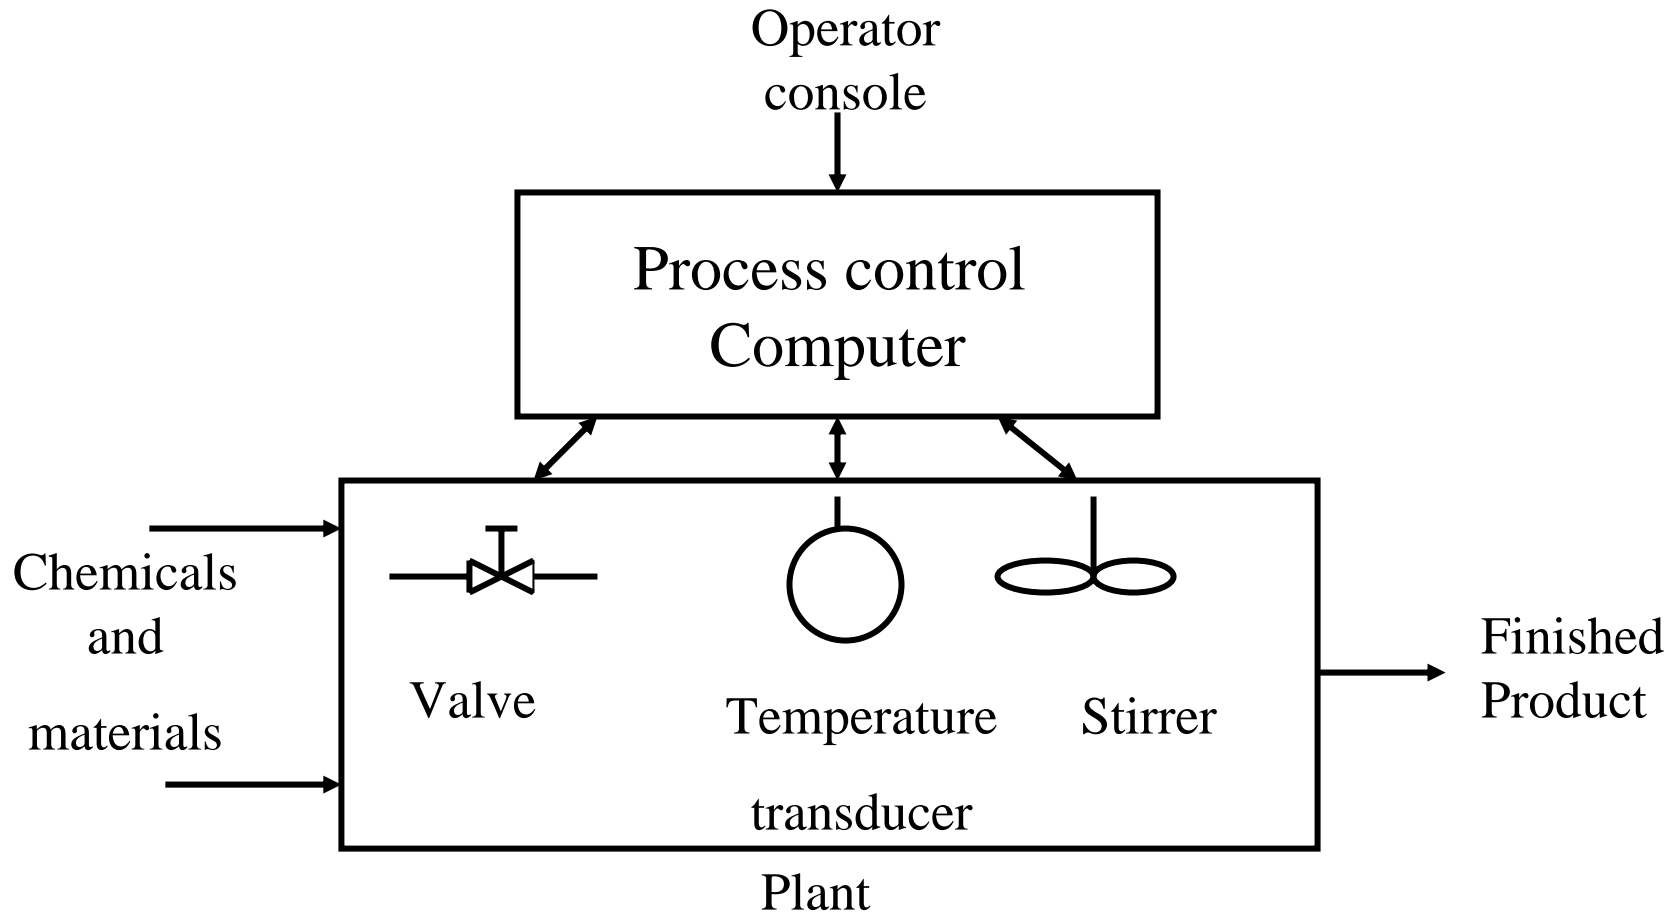 Operator
console
Process control
Computer
Chemicals
and
materials
Valve
Temperature
transducer
Stirrer
Finished
Product
Plant